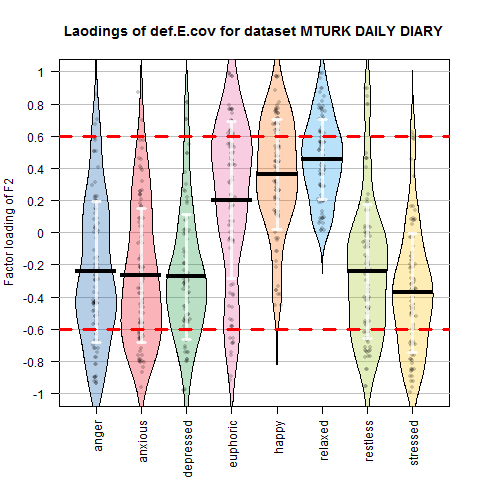 Laodings of def.E.cov for dataset MTURK DAILY DIARY
Factor loading of F2
1
0.8
0.6
0.4
0.2
0
-0.2
-0.4
-0.6
-0.8
-1
anger
anxious
depressed
euphoric
happy
relaxed
restless
stressed